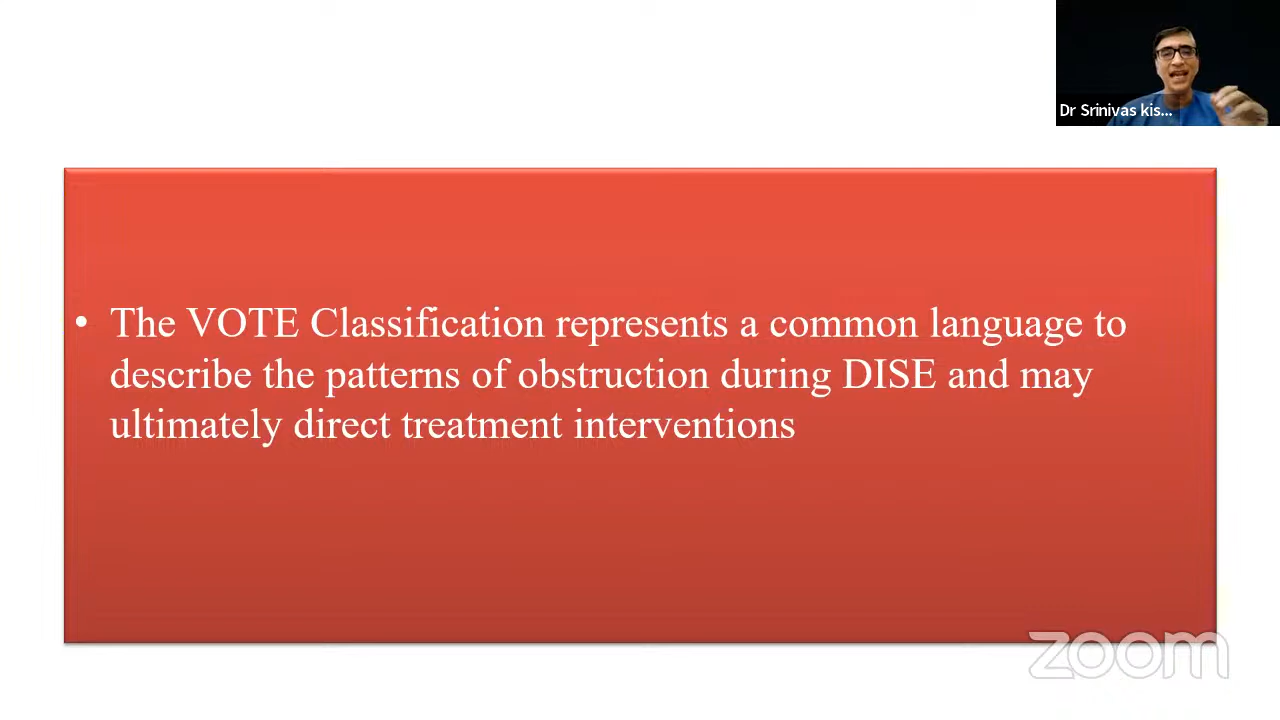 Dr Srinivas kis...
• The VOTE Classification represents a common language to
describe the patterns of obstruction during DISE and may
ultimately direct treatment interventions
zoom